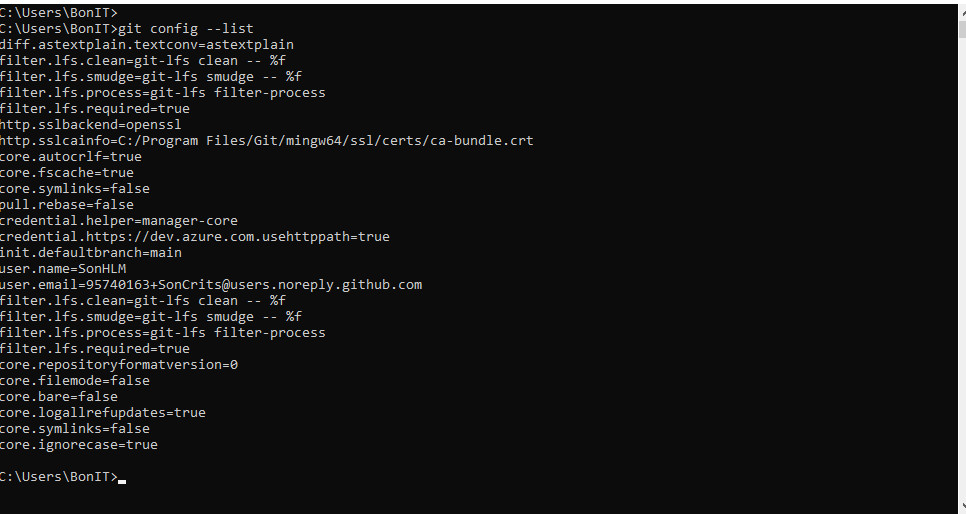 C:\Users\BonIT>
C:\Users\BonIT>git config --list
diff.astextplain.textconv=astextplain
filter.lfs.clean=git-lfs clean -- %f
filter.lfs.smudge=git-lfs smudge -- %f
filter.lfs.process=git-lfs filter-process
filter.lfs.required=true
http.sslbackend=openssl
http.sslcainfo=C:/Program Files/Git/mingw64/ssl/certs/ca-bundle.crt
core.autocrlf=true
core.fscache=true
core.symlinks=false
pull.rebase=false
credential.helper=manager-core
credential.https://dev.azure.com.usehttppath=true
init.defaultbranch=main
user.name=SonHLM
user.email=95740163+SonCrits@users.noreply.github.com
filter.lfs.clean=git-lfs clean -- %f
filter.lfs.smudge=git-lfs smudge -- %f
filter.lfs.process=git-lfs filter-process
filter.lfs.required=true
core.repositoryformatversion=0
core.filemode=false
core.bare=false
core.logallrefupdates=true
core.symlinks=false
core.ignorecase=true
C:\Users\BonIT>